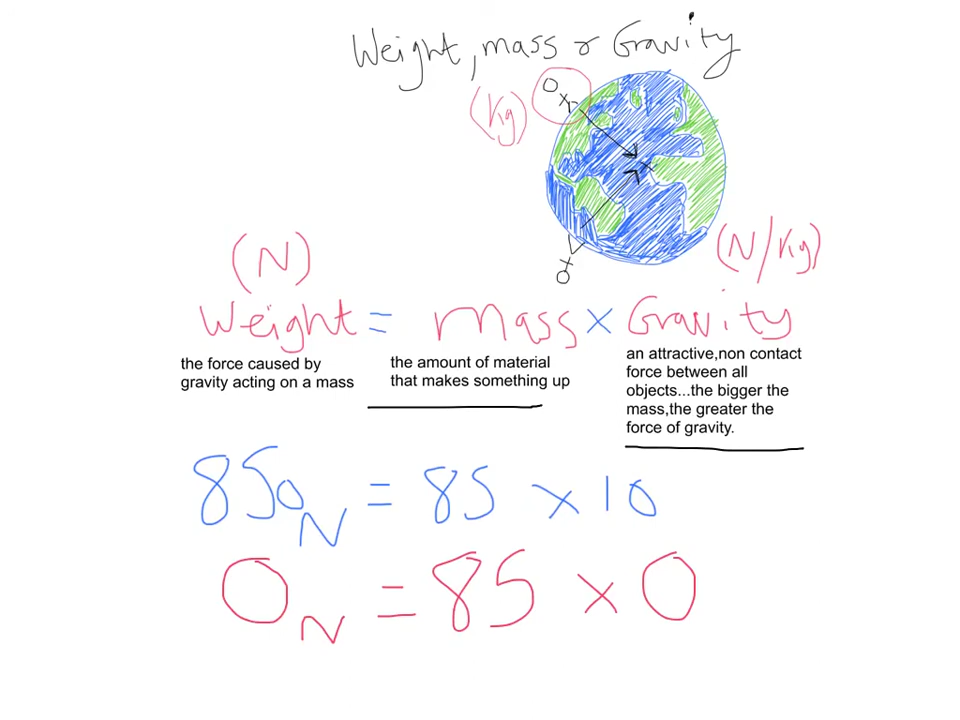 Weight, mass & Gravity
(Kg)
(N)
(N/Kg)
Weight = mass x Gravity
the force caused by
gravity acting on a mass
the amount of material
that makes something up
an attractive,non contact
force between all
objects...the bigger the
mass,the greater the
force of gravity.
850N = 85 x 10
0N = 85 x 0